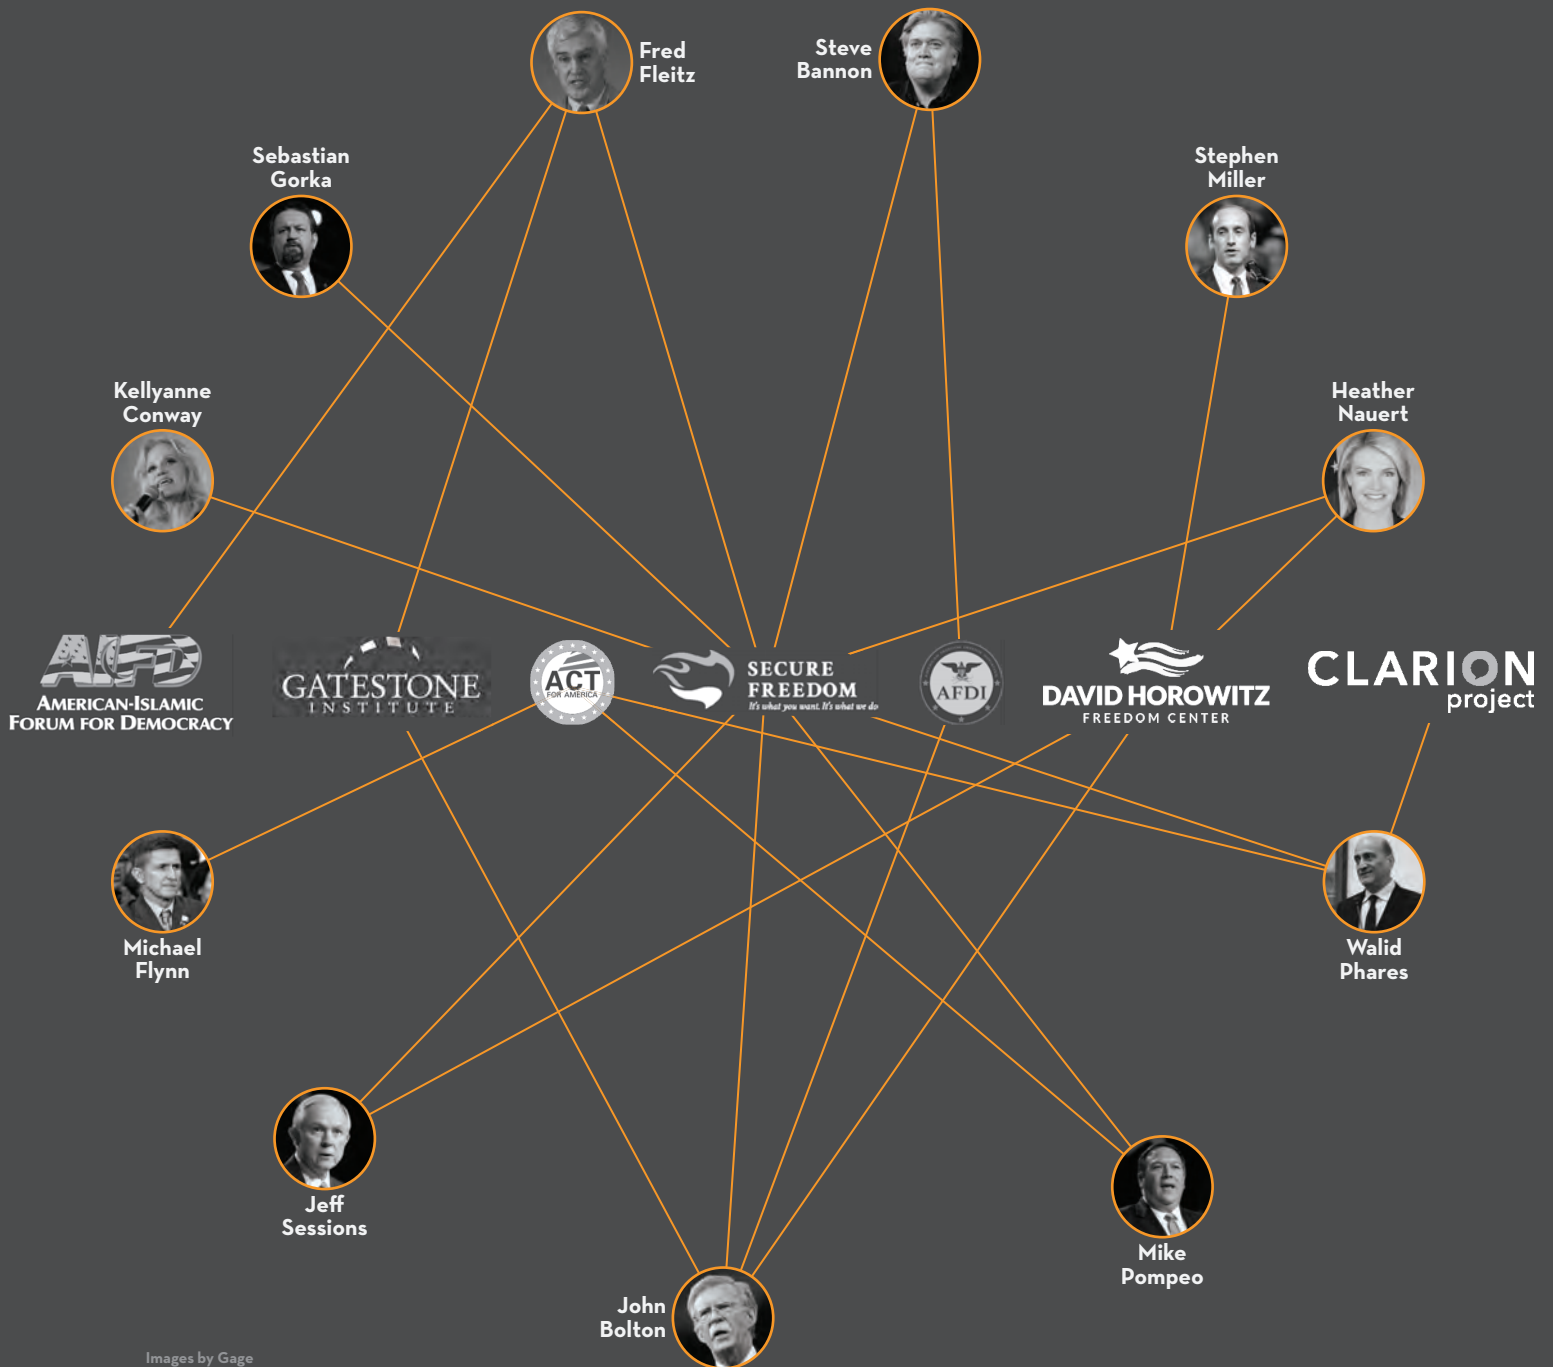 Fred
Fleitz
Steve
Bannon
Sebastian
Gorka
Stephen
Miller
Kellyanne
Conway
Heather
Nauert
AIFD
AMERICAN-ISLAMIC
FORUM FOR DEMOCRACY
GATESTONE
INSTITUTE
ACT
FOR AMERICA
SECURE
FREEDOM
It's what you want. It's what we do
AFDI
DAVID HOROWITZ
FREEDOM CENTER
CLARION
project
Michael
Flynn
Walid
Phares
Jeff
Sessions
Mike
Pompeo
John
Bolton
Images by Gage